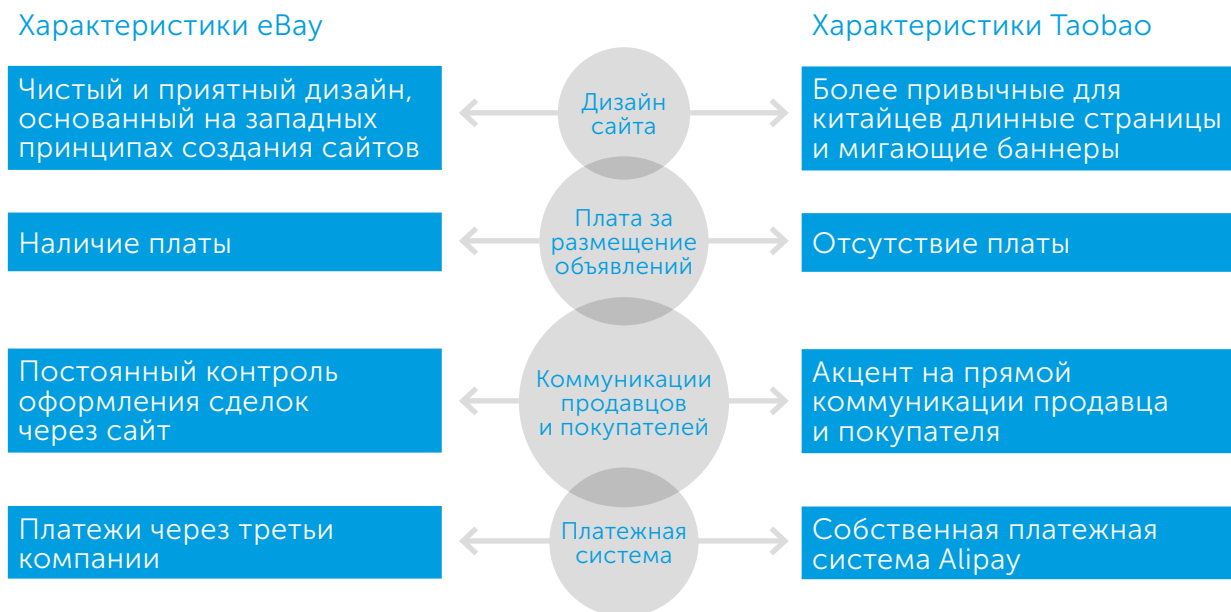 Характеристики eBay
Характеристики Taobao
Чистый и приятный дизайн,
основанный на западных
принципах создания сайтов
Дизайн
сайта
Более привычные для
китайцев длинные страницы
и мигающие баннеры
Наличие платы
Плата за
размещение
объявлений
Отсутствие платы
Постоянный контроль
оформления сделок
через сайт
Коммуникации
продавцов
и покупателей
Акцент на прямой
коммуникации продавца
и покупателя
Платежи через третьи
компании
Платежная
система
Собственная платежная
система Alipay